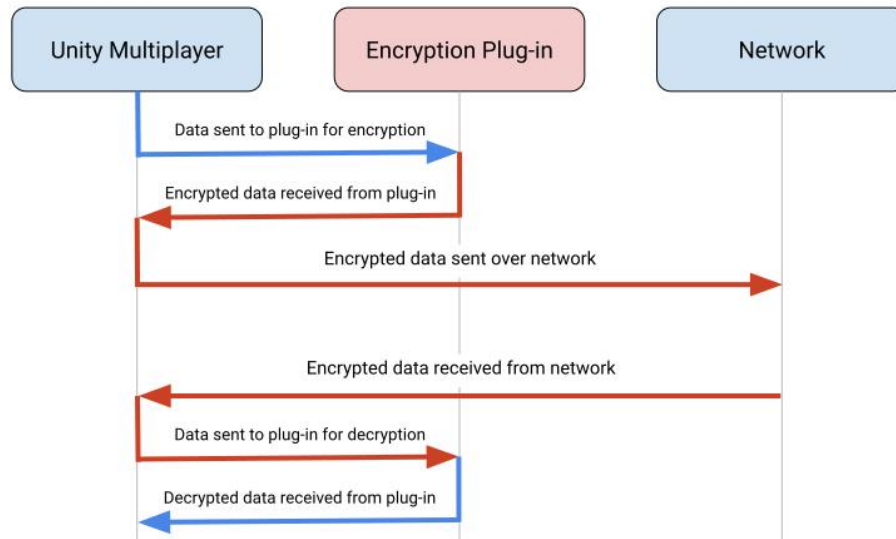 Unity Multiplayer
Encryption Plug-in
Network
Data sent to plug-in for encryption
Encrypted data received from plug-in
Encrypted data sent over network
Encrypted data received from network
Data sent to plug-in for decryption
Decrypted data received from plug-in